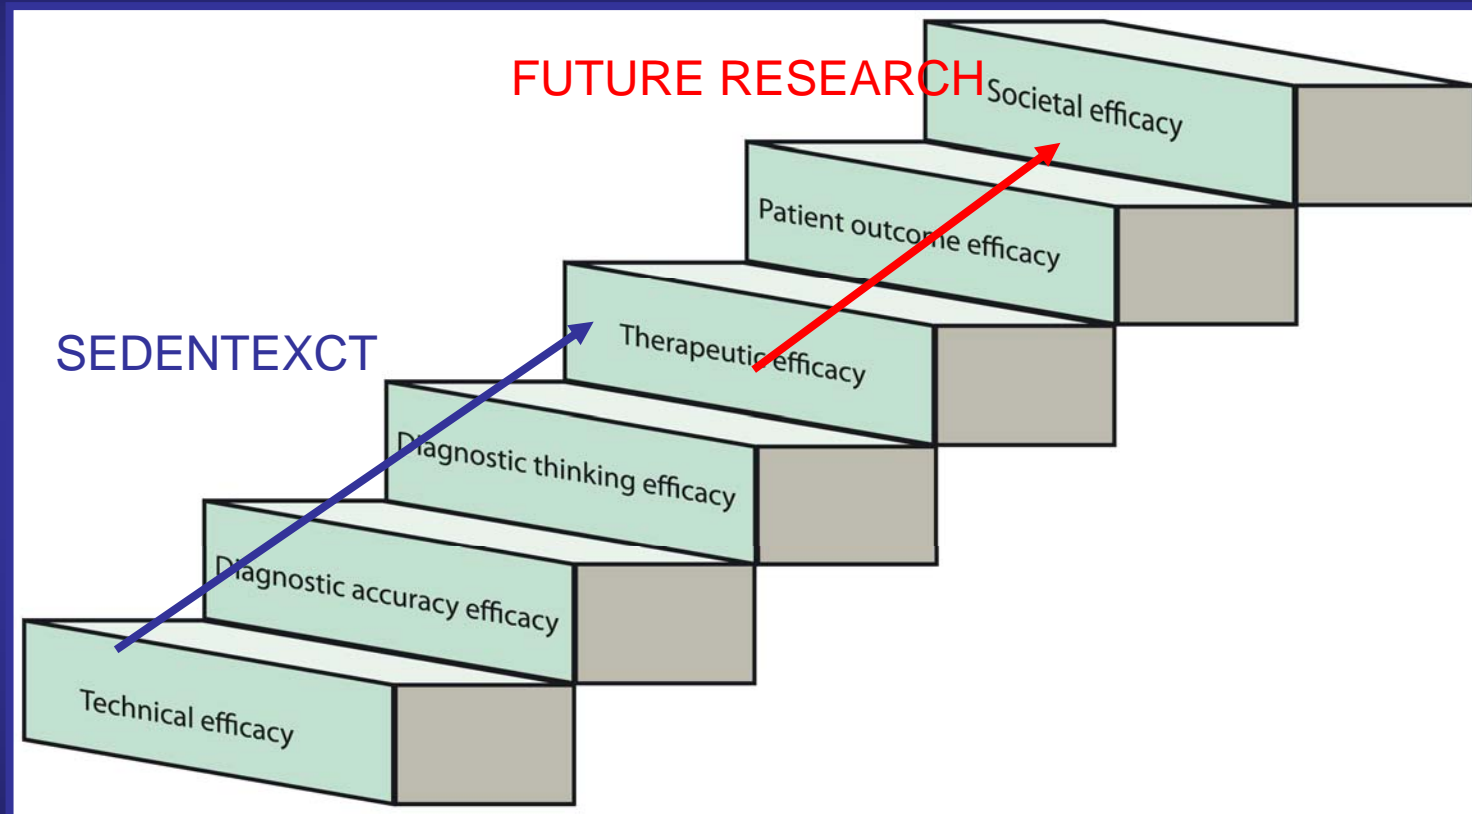 FUTURE RESEARCH
Societal efficacy
Patient outcome efficacy
SEDENTEXCT
Therapeutic efficacy
Diagnostic thinking efficacy
Diagnostic accuracy efficacy
Technical efficacy